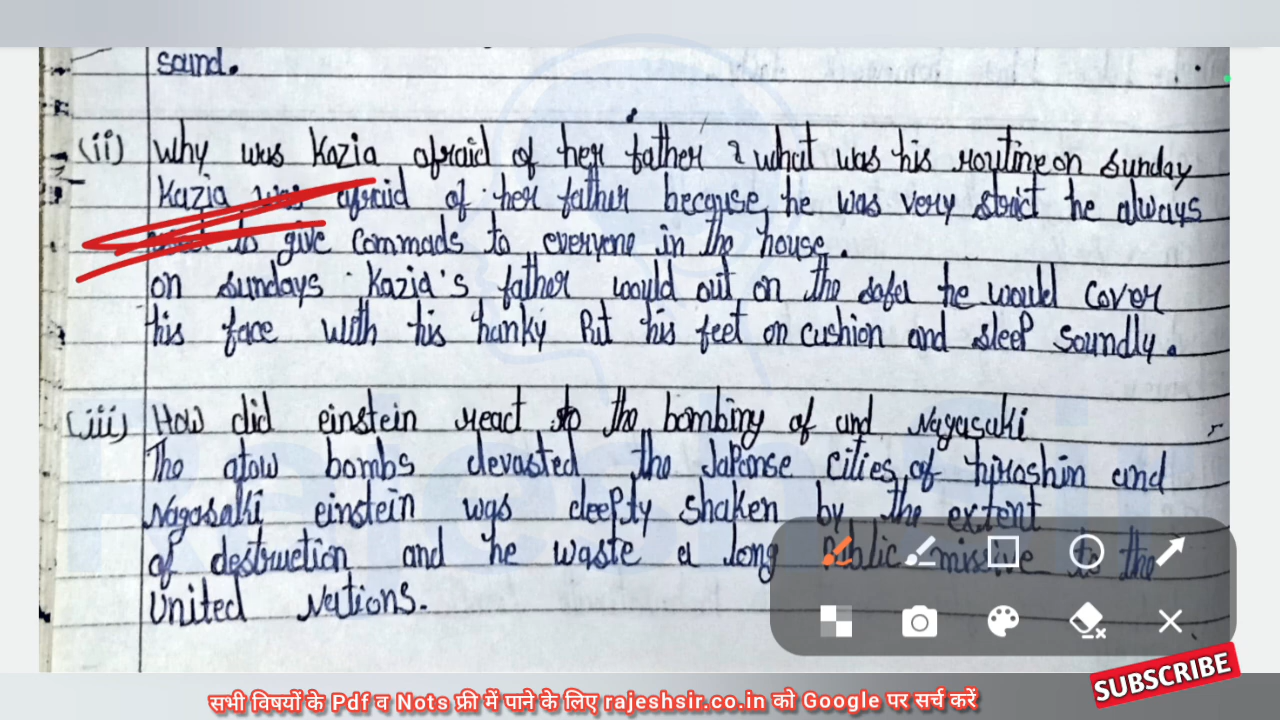 sound.
(ii) Why was Kazia afraid of her father ? what was his routine on sunday
Kazia was afraid of her father because, he was very strict he always
to give commads to everyone in the house.
on sundays Kazia's father would out on the sofa he would cover
his face with his hanky Put his feet on cushion and sleep soundly.
(iii) How did einstein react to the bombing of and Nagasaki
The atow bombs devasted the Japanse cities of hiroshim and
Nagasalki einstein was deepty shaken by the extent
of destruction and he waste a long Public missive to the
United Nations.
सभी विषयों के Pdf व Nots फ्री में पाने के लिए rajeshsir.co.in को Google पर सर्च करें
SUBSCRIBE